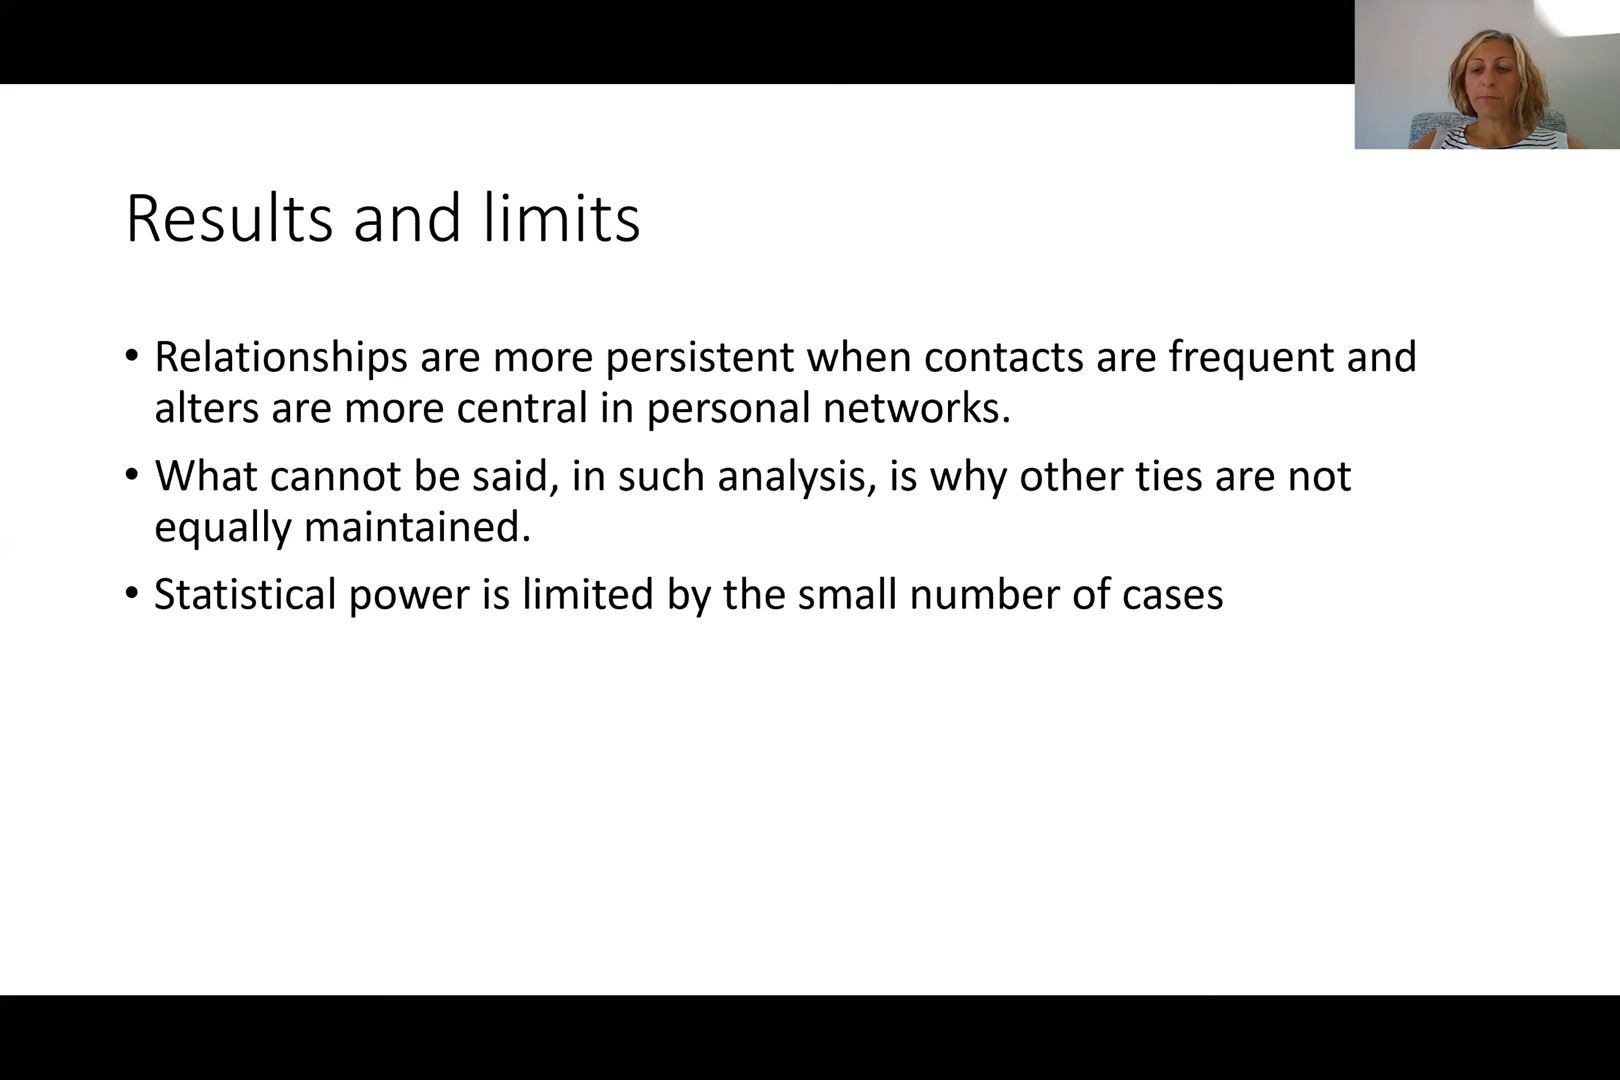 Results and limits
• Relationships are more persistent when contacts are frequent and
alters are more central in personal networks.
• What cannot be said, in such analysis, is why other ties are not
equally maintained.
• Statistical power is limited by the small number of cases